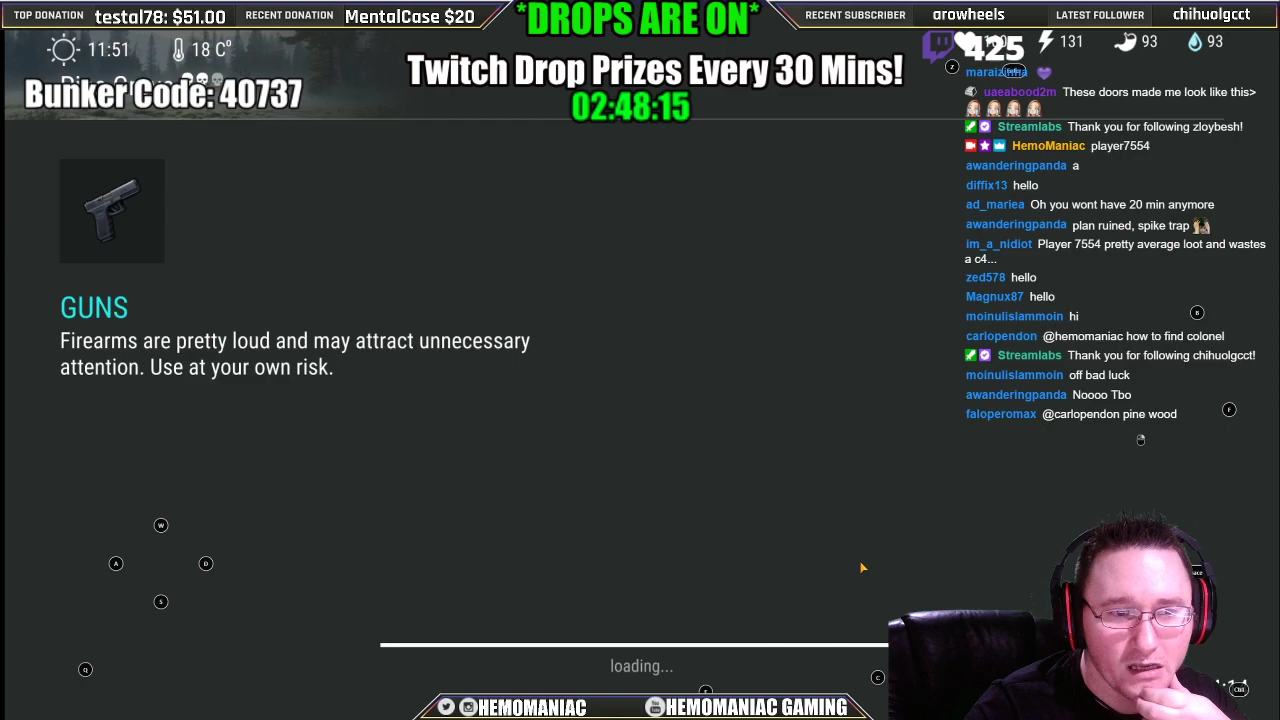 TOP DONATION testal78: $51.00 RECENT DONATION MentalCase $20
*DROPS ARE ON*
RECENT SUBSCRIBER arowheels LATEST FOLLOWER chihuolgcct
11:51 18 C°
Bunker Code: 40737
Twitch Drop Prizes Every 30 Mins!
02:48:15
425
131 93 93
Z
maraizinha
uaeabood2m These doors made me look like this>
Streamlabs Thank you for following zloybesh!
HemoManiac player7554
awanderingpanda a
diffix13 hello
ad_mariea Oh you wont have 20 min anymore
awanderingpanda plan ruined, spike trap
im_a_nidiot Player 7554 pretty average loot and wastes
a c4...
zed578 hello
Magnux87 hello
moinulislammoin hi
carlopendon @hemomaniac how to find colonel
Streamlabs Thank you for following chihuolgcct!
moinulislammoin off bad luck
awanderingpanda Noooo Tbo
faloperomax @carlopendon pine wood
B
F
GUNS
Firearms are pretty loud and may attract unnecessary
attention. Use at your own risk.
W
A D
S
Q
loading...
C
Ctrl
HEMOMANIAC HEMOMANIAC GAMING